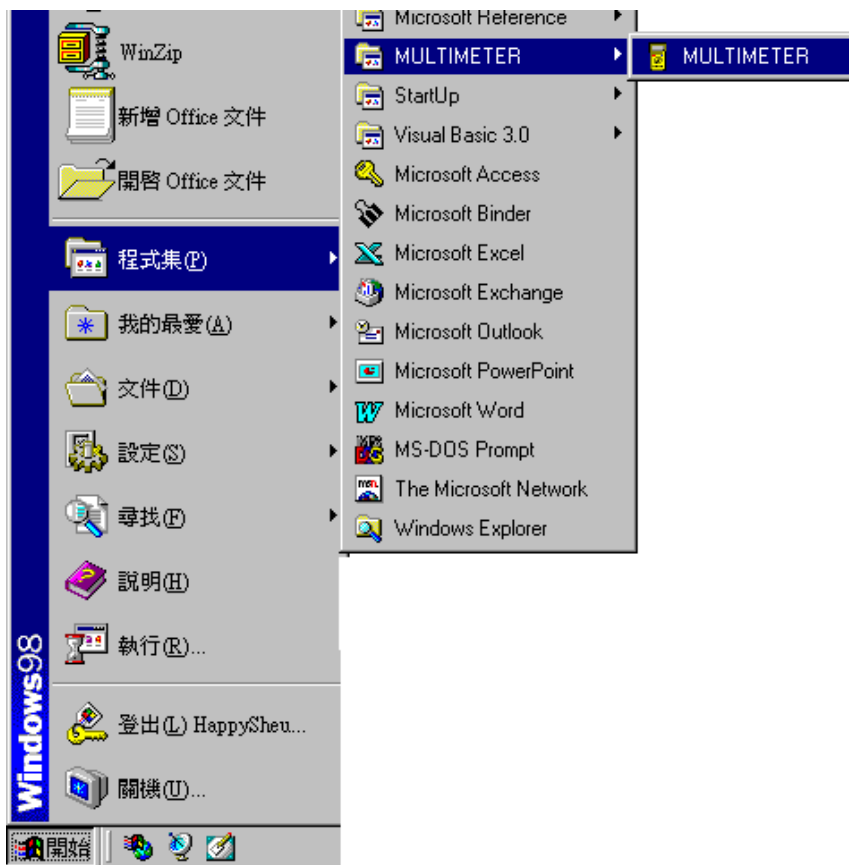 WinZip
新增 Office 文件
開啓 Office 文件
程式集(P)
我的最愛(A)
文件(D)
設定(S)
尋找(F)
說明(H)
執行(R)...
登出(L) HappySheu...
關機(U)...
Windows98
開始
Microsoft Reference
MULTIMETER
StartUp
Visual Basic 3.0
Microsoft Access
Microsoft Binder
Microsoft Excel
Microsoft Exchange
Microsoft Outlook
Microsoft PowerPoint
Microsoft Word
MS-DOS Prompt
The Microsoft Network
Windows Explorer
MULTIMETER